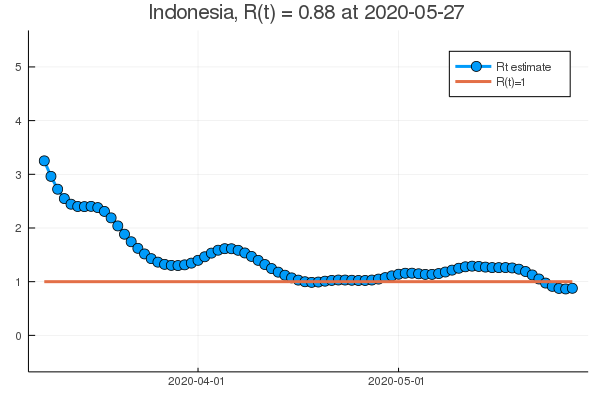 Indonesia, R(t) = 0.88 at 2020-05-27
5
Rt estimate
R(t)=1
4
3
2
1
0
2020-04-01
2020-05-01